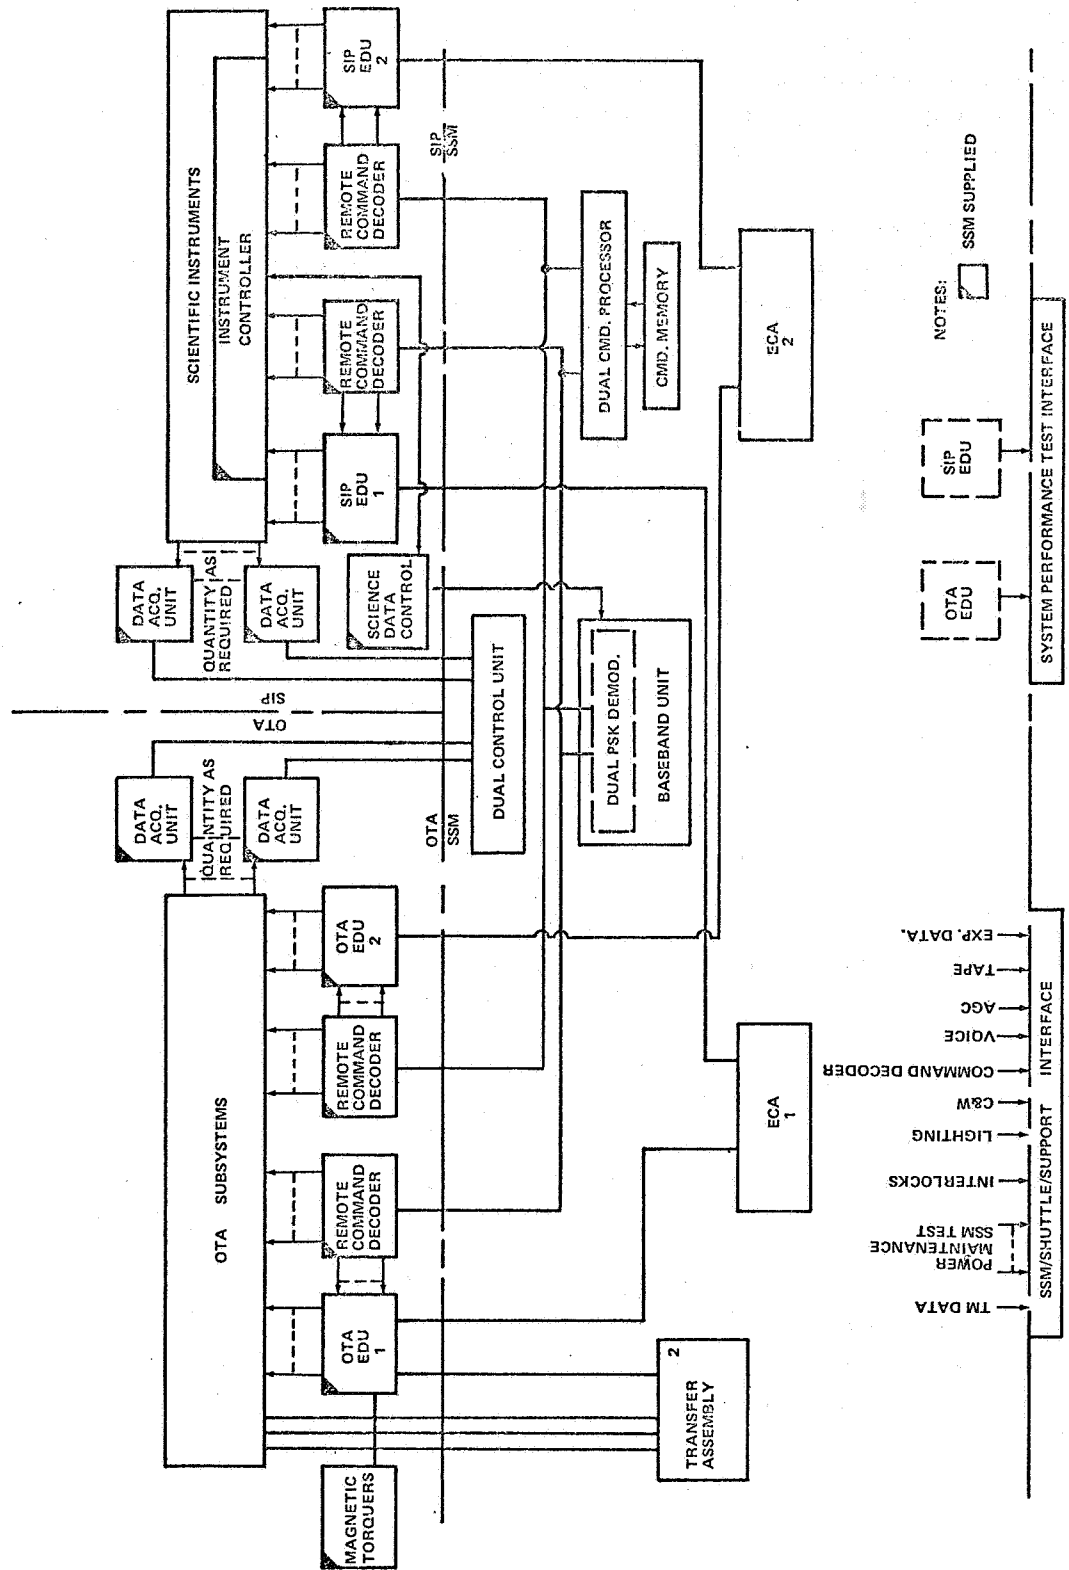 SCIENTIFIC INSTRUMENTS
INSTRUMENT
CONTROLLER
SIP
EDU
2
REMOTE
COMMAND
DECODER
REMOTE
COMMAND
DECODER
SIP
EDU
1
DATA
ACQ.
UNIT
QUANTITY AS
REQUIRED
DATA
ACQ.
UNIT
SCIENCE
DATA
CONTROL
SIP
SSM
SIP
OTA
DATA
ACQ.
UNIT
QUANTITY AS
REQUIRED
DATA
ACQ.
UNIT
OTA
SSM
OTA SUBSYSTEMS
OTA
EDU
2
REMOTE
COMMAND
DECODER
REMOTE
COMMAND
DECODER
OTA
EDU
1
MAGNETIC
TORQUERS
DUAL CONTROL UNIT
DUAL PSK DEMOD.
BASEBAND UNIT
DUAL CMD. PROCESSOR
CMD. MEMORY
TRANSFER
ASSEMBLY
2
ECA
1
ECA
2
NOTES:
SSM SUPPLIED
OTA
EDU
SIP
EDU
SYSTEM PERFORMANCE TEST INTERFACE
TM DATA
POWER
MAINTENANCE
SSM TEST
INTERLOCKS
LIGHTING
C&W
COMMAND DECODER
VOICE
AGC
TAPE
EXP. DATA.
SSM/SHUTTLE/SUPPORT INTERFACE